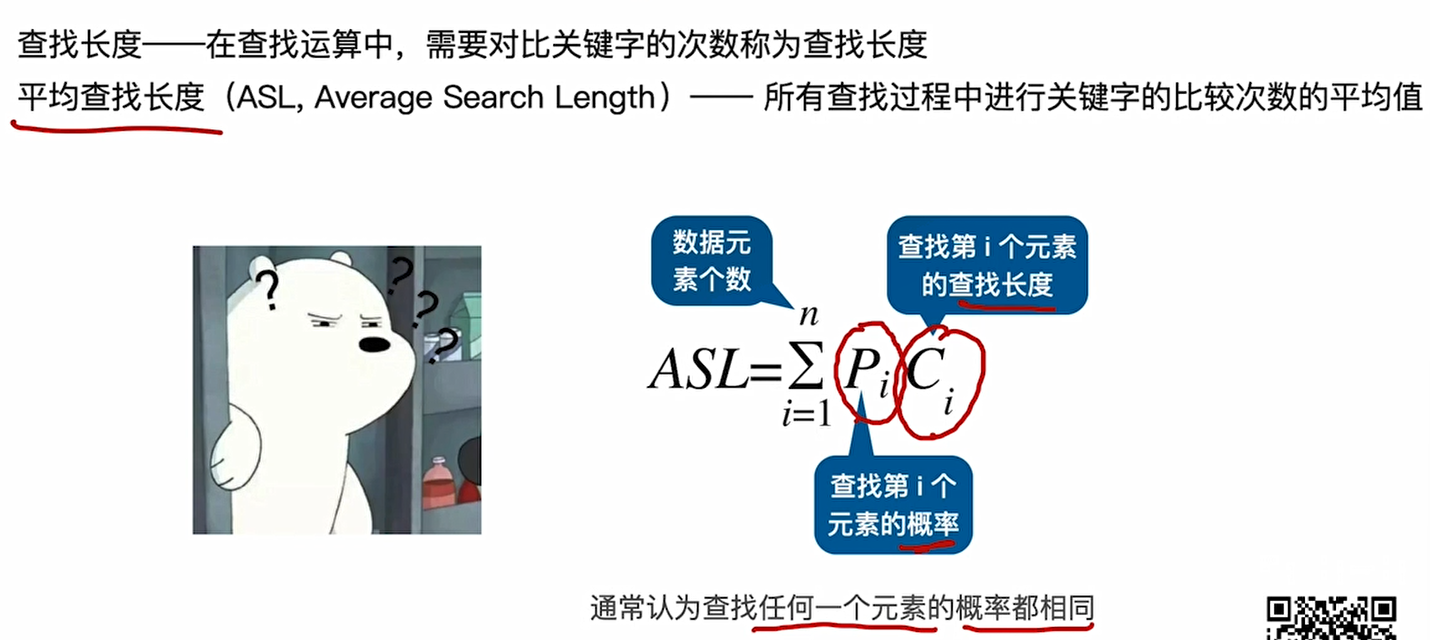 查找长度——在查找运算中，需要对比关键字的次数称为查找长度
平均查找长度（ASL, Average Search Length）—— 所有查找过程中进行关键字的比较次数的平均值
? ? ? ?
数据元
素个数
查找第 i 个元素
的查找长度
n
ASL=∑PᵢCᵢ
i=1
查找第 i 个
元素的概率
通常认为查找任何一个元素的概率都相同